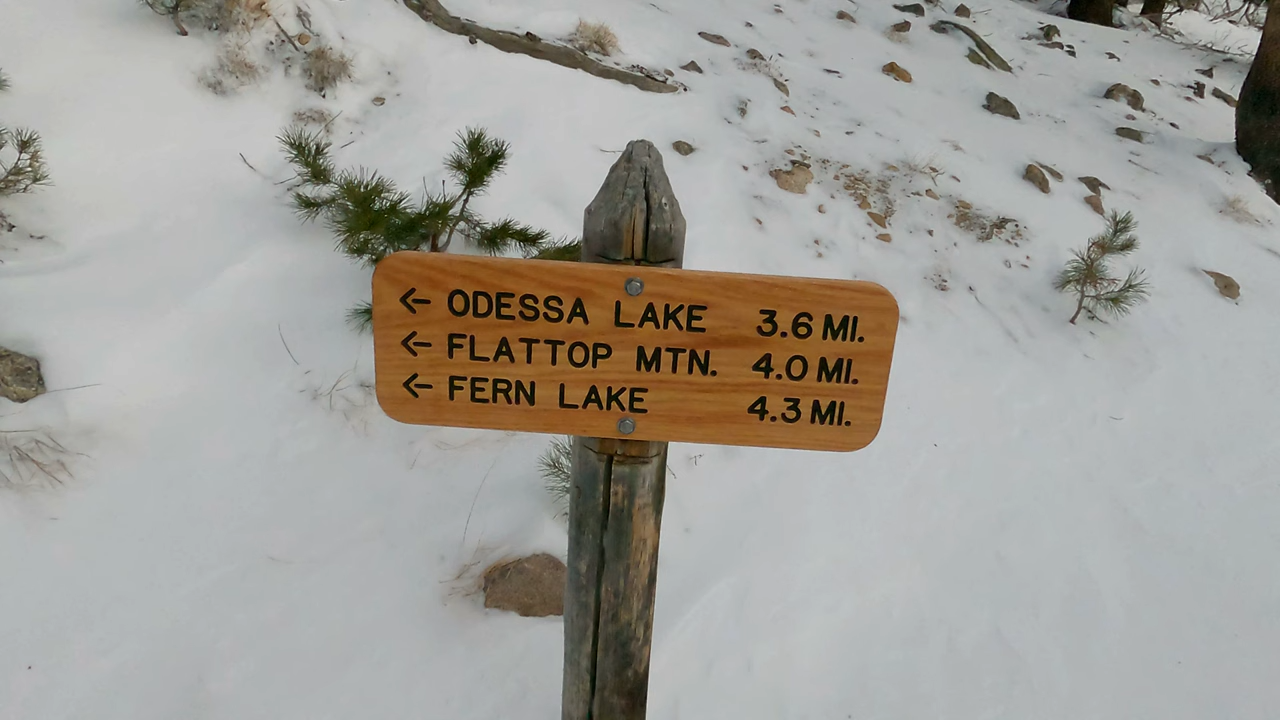 ← ODESSA LAKE 3.6 MI.
← FLATTOP MTN. 4.0 MI.
← FERN LAKE 4.3 MI.